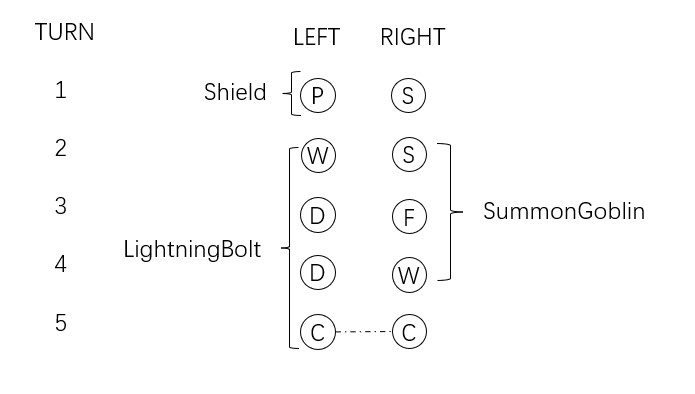 TURN LEFT RIGHT
1 Shield P S
2 W S
3 D F
SummonGoblin
LightningBolt
4 D W
5 C C